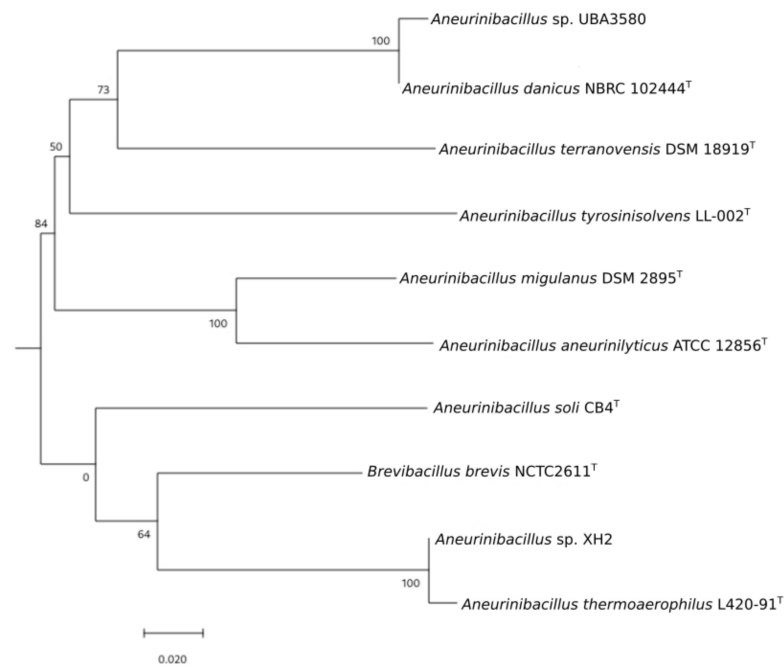 Aneurinibacillus sp. UBA3580
100
Aneurinibacillus danicus NBRC 102444ᵀ
73
Aneurinibacillus terranovensis DSM 18919ᵀ
50
Aneurinibacillus tyrosinisolvens LL-002ᵀ
84
Aneurinibacillus migulanus DSM 2895ᵀ
100
Aneurinibacillus aneurinilyticus ATCC 12856ᵀ
Aneurinibacillus soli CB4ᵀ
0
Brevibacillus brevis NCTC2611ᵀ
64
Aneurinibacillus sp. XH2
100
Aneurinibacillus thermoaerophilus L420-91ᵀ
0.020